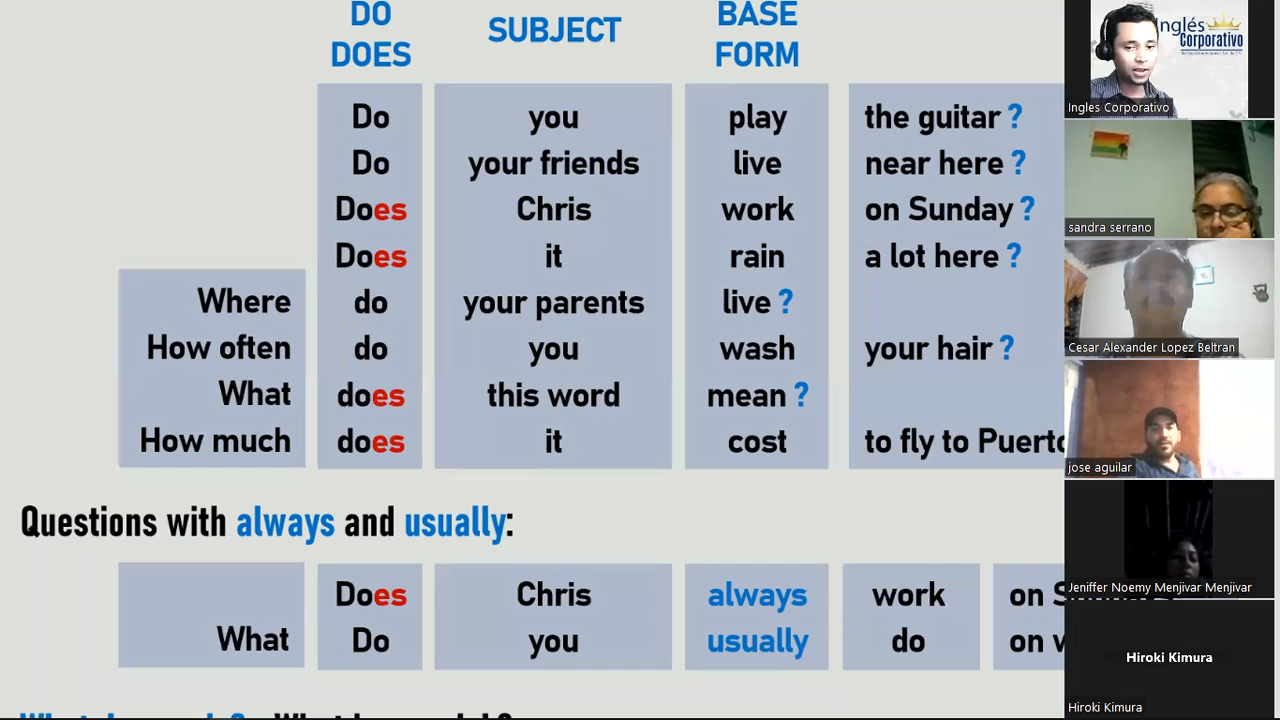 DO
DOES
SUBJECT
BASE
FORM
Do you play the guitar ?
Do your friends live near here ?
Does Chris work on Sunday ?
Does it rain a lot here ?
Where do your parents live ?
How often do you wash your hair ?
What does this word mean ?
How much does it cost to fly to Puerto
Questions with always and usually:
Does Chris always work on
What Do you usually do on
Inglés
Corporativo
Ingles Corporativo
sandra serrano
Cesar Alexander Lopez Beltran
jose aguilar
Jeniffer Noemy Menjivar Menjivar
Hiroki Kimura
Hiroki Kimura